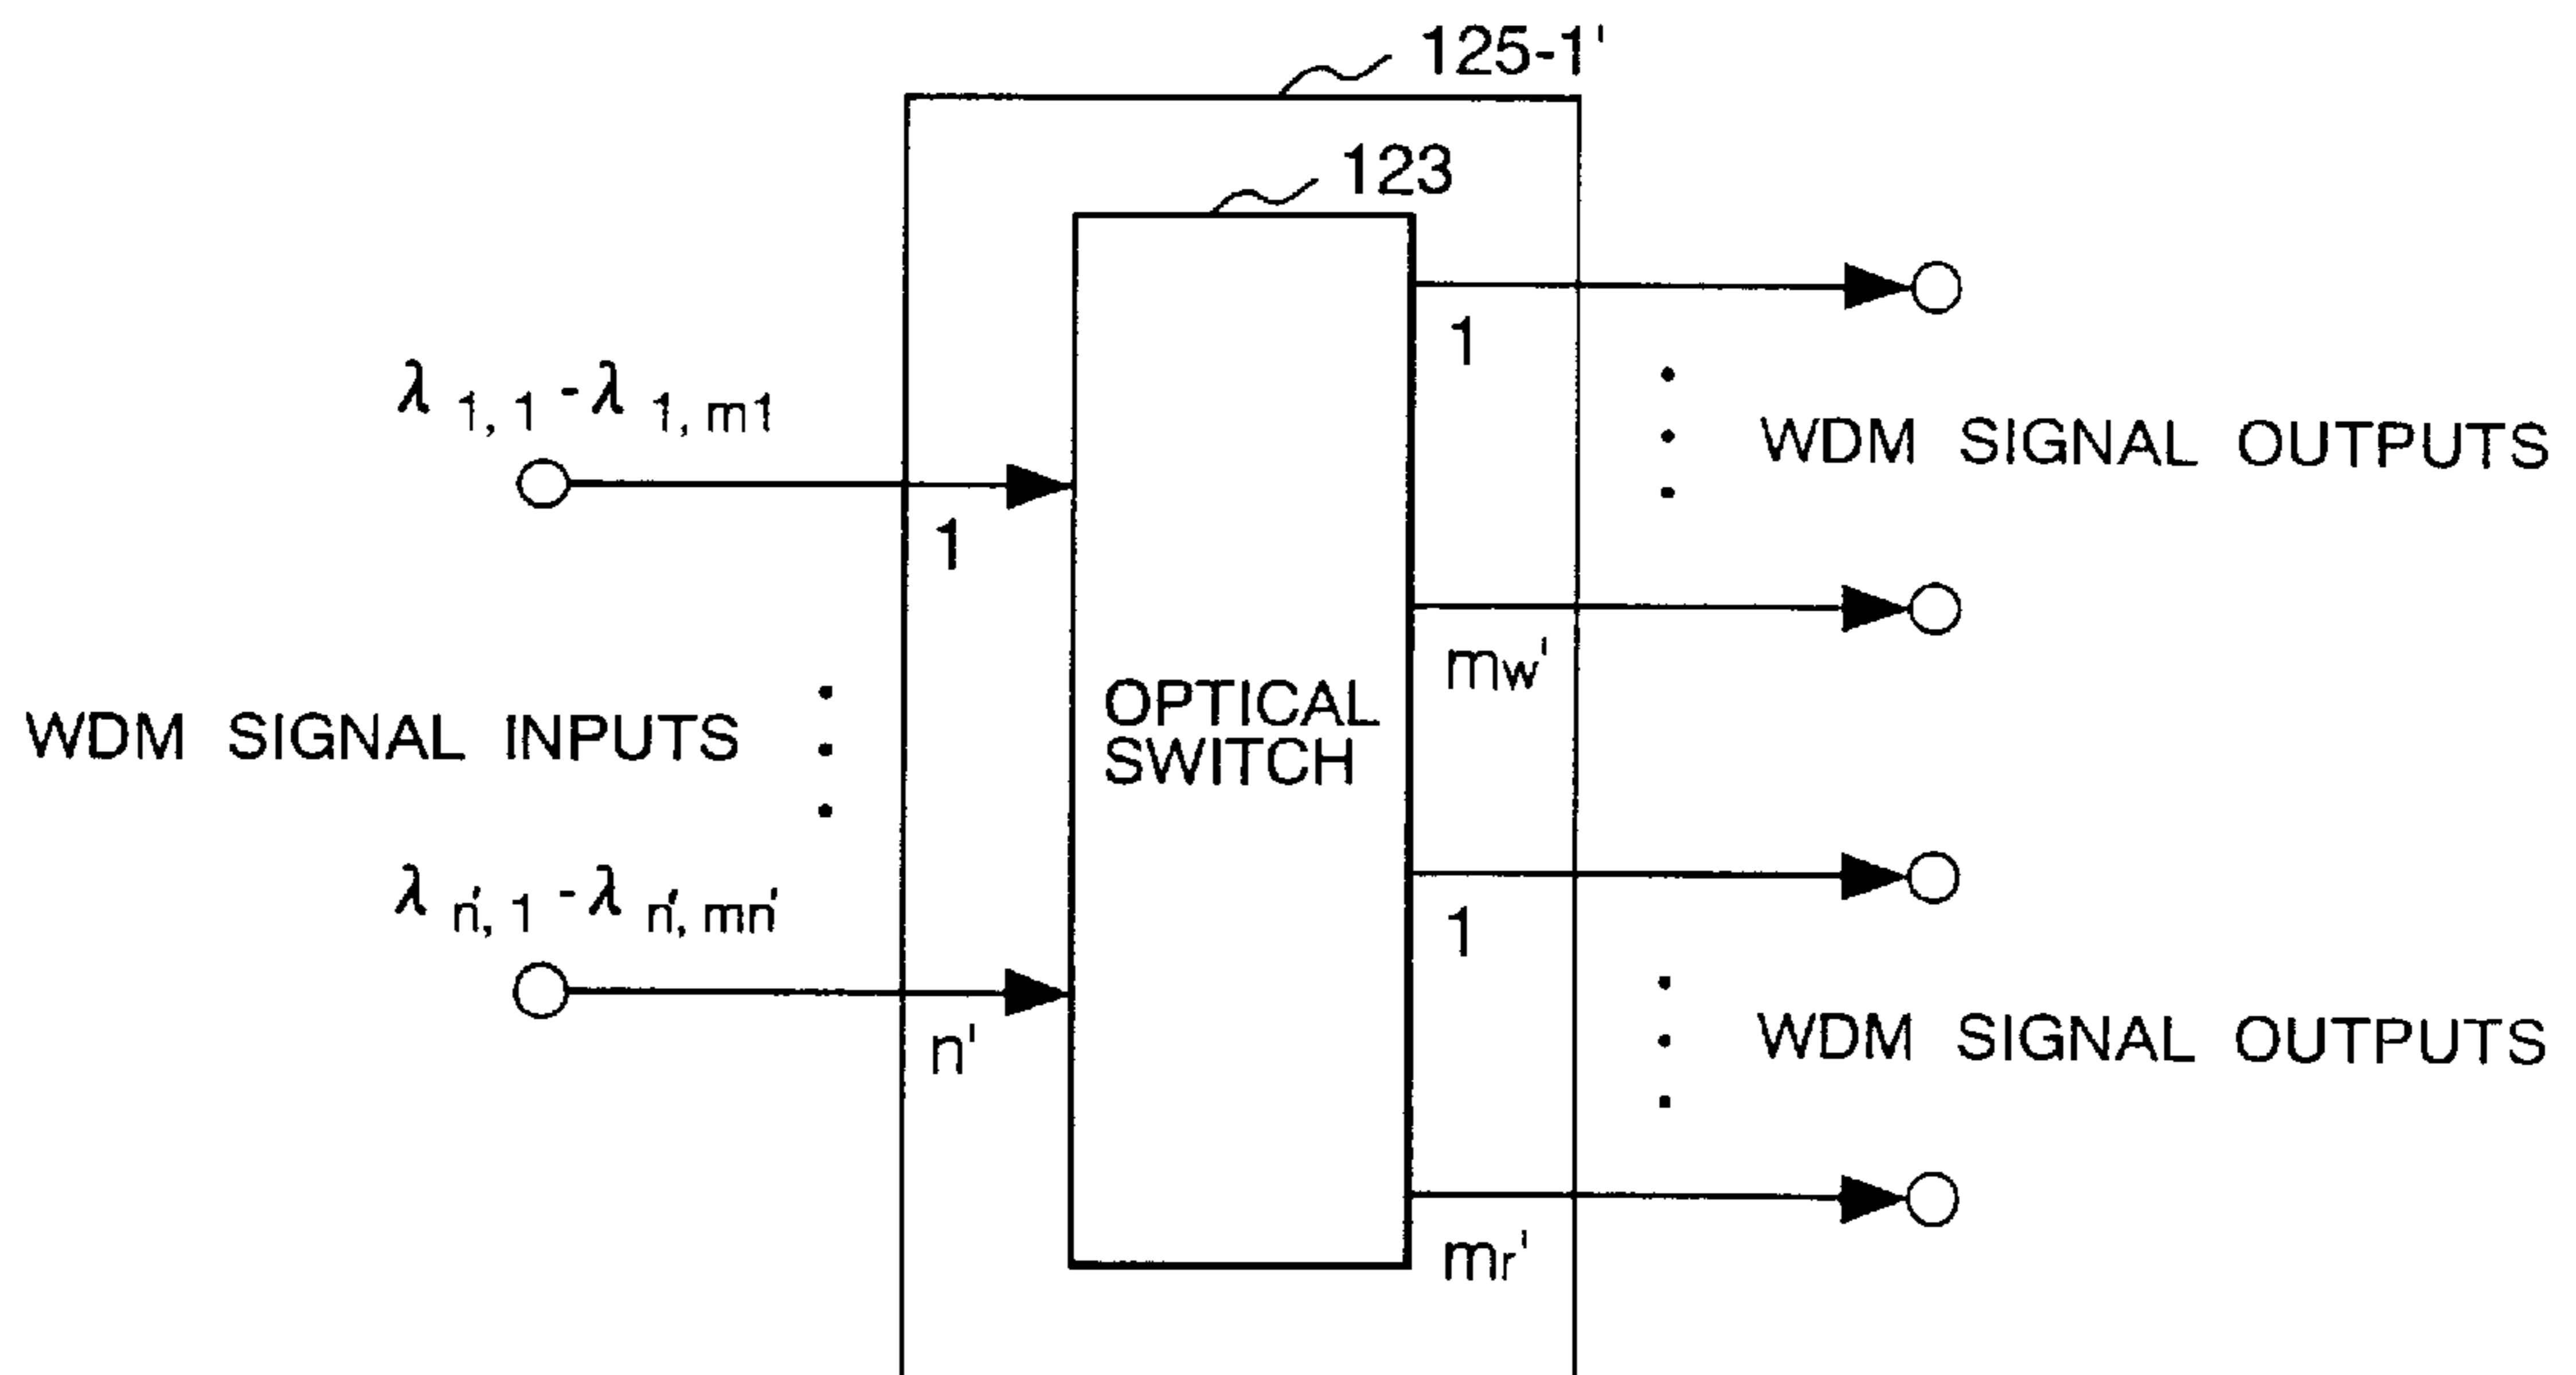 125-1'
123
1
λ 1, 1 - λ 1, m1
WDM SIGNAL OUTPUTS
1
mw'
OPTICAL
SWITCH
WDM SIGNAL INPUTS
λ n', 1 - λ n', mn'
1
n'
WDM SIGNAL OUTPUTS
mr'